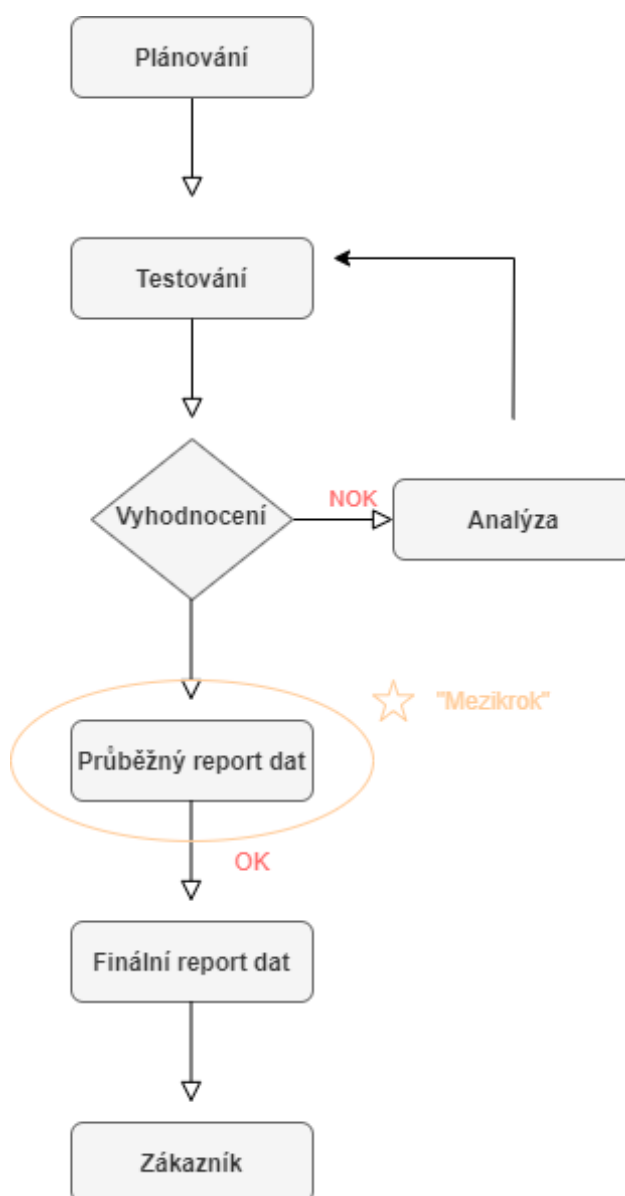 Plánování
Testování
Vyhodnocení
NOK
Analýza
"Mezikrok"
Průběžný report dat
OK
Finální report dat
Zákazník